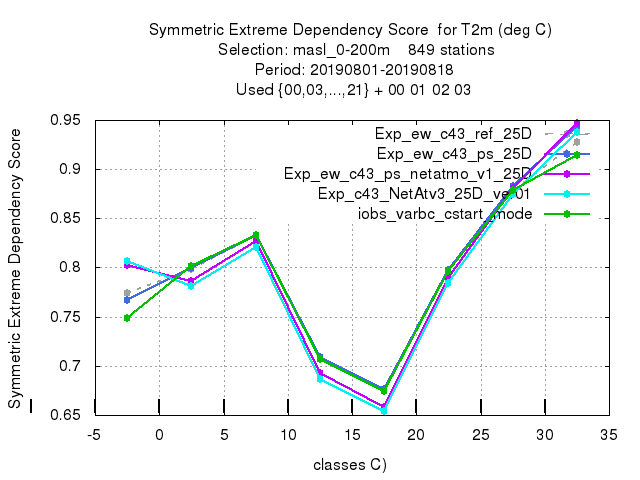 Symmetric Extreme Dependency Score for T2m (deg C)
Selection: masl_0-200m 849 stations
Period: 20190801-20190818
Used {00,03,...,21} + 00 01 02 03
Symmetric Extreme Dependency Score
0.95
0.9
0.85
0.8
0.75
0.7
0.65
Exp_ew_c43_ref_25D
Exp_ew_c43_ps_25D
Exp_ew_c43_ps_netatmo_v1_25D
Exp_c43_NetAtv3_25D_ver01
iobs_varbc_cstart_mode
-5 0 5 10 15 20 25 30 35
classes C)